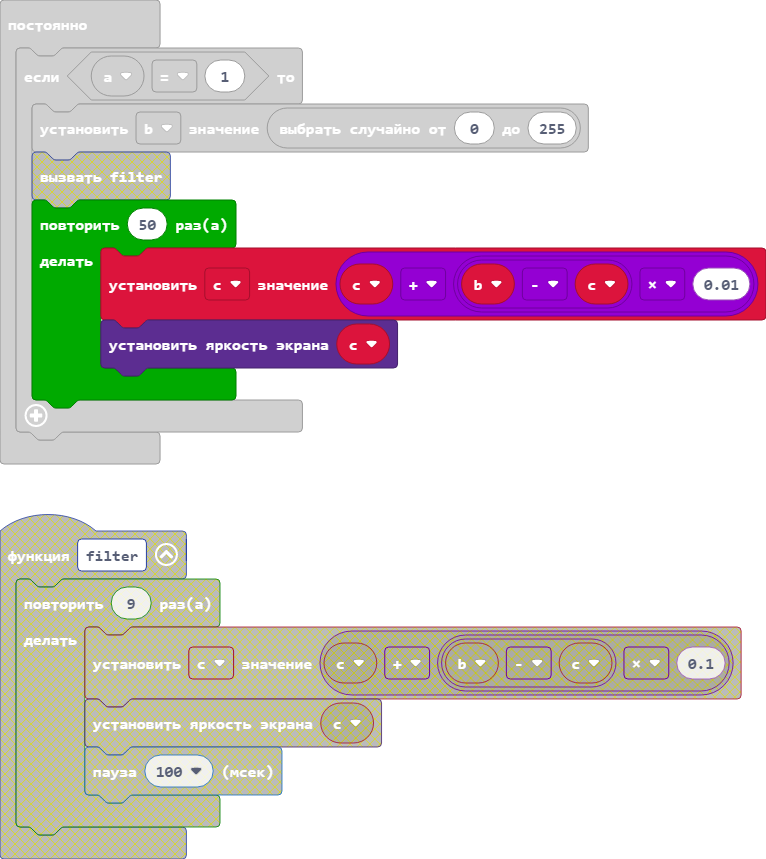 постоянно
если a = 1 то
установить b значение выбрать случайно от 0 до 255
вызвать filter
повторить 50 раз(а)
делать
установить c значение c + b - c × 0.01
установить яркость экрана c
функция filter
повторить 9 раз(а)
делать
установить c значение c + b - c × 0.1
установить яркость экрана c
пауза 100 (мсек)